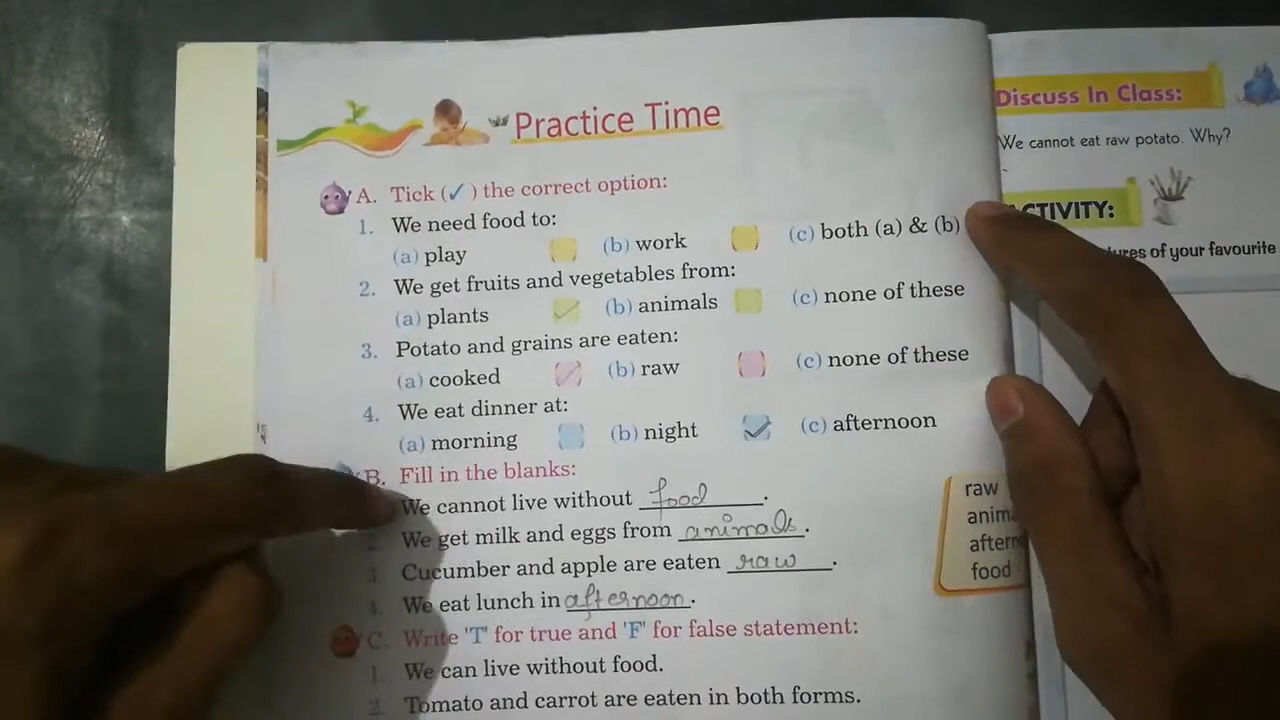 Practice Time
A. Tick (✓) the correct option:
1. We need food to:
(a) play (b) work (c) both (a) & (b)
2. We get fruits and vegetables from:
(a) plants ✓ (b) animals (c) none of these
3. Potato and grains are eaten:
(a) cooked ✓ (b) raw (c) none of these
4. We eat dinner at:
(a) morning (b) night ✓ (c) afternoon
B. Fill in the blanks:
We cannot live without food.
2. We get milk and eggs from animals.
3. Cucumber and apple are eaten raw.
4. We eat lunch in afternoon.
raw
food
C. Write 'T' for true and 'F' for false statement:
1. We can live without food.
2. Tomato and carrot are eaten in both forms.
Discuss In Class:
We cannot eat raw potato. Why?
of your favourite